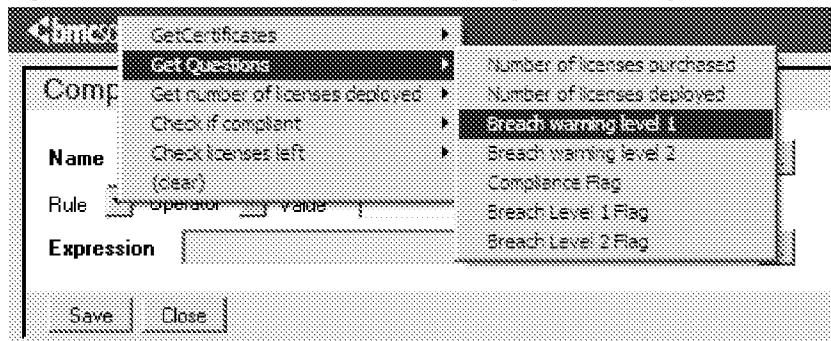 bmcso
GetCertificates
Get Questions
Get number of licenses deployed
Check if compliant
Check licenses left
(clear)
Number of licenses purchased
Number of licenses deployed
Breach warning level 1
Breach warning level 2
Compliance Flag
Breach Level 1 Flag
Breach Level 2 Flag
Comp
Name
Rule Operator Value
Expression
Save Close